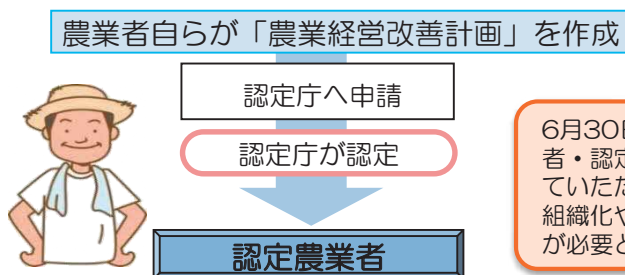 農業者自らが「農業経営改善計画」を作成
認定庁へ申請
認定庁が認定
認定農業者
6月30
者・認定
ていただ
組織化や
が必要と